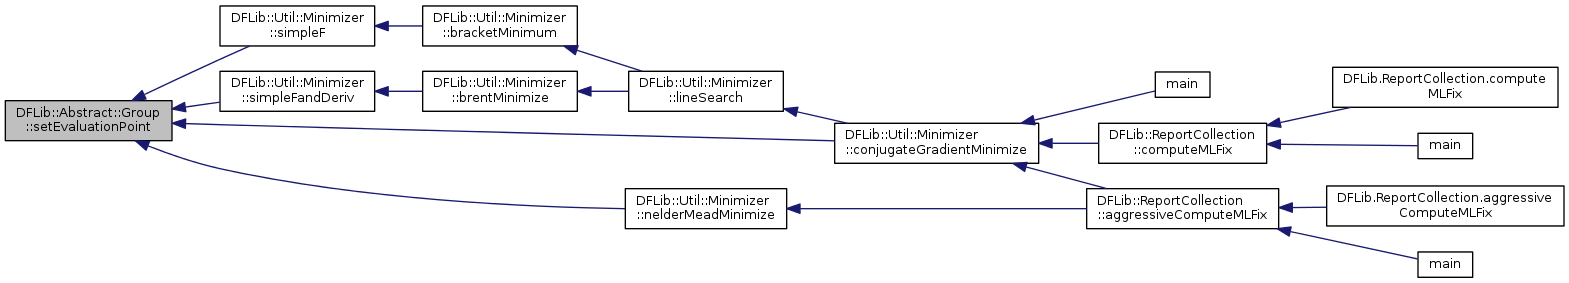 DFLib::Abstract::Group
::setEvaluationPoint
DFLib::Util::Minimizer
::simpleF
DFLib::Util::Minimizer
::bracketMinimum
DFLib::Util::Minimizer
::simpleFandDeriv
DFLib::Util::Minimizer
::brentMinimize
DFLib::Util::Minimizer
::lineSearch
DFLib::Util::Minimizer
::conjugateGradientMinimize
main
DFLib::ReportCollection
::computeMLFix
DFLib.ReportCollection.compute
MLFix
main
DFLib::Util::Minimizer
::nelderMeadMinimize
DFLib::ReportCollection
::aggressiveComputeMLFix
DFLib.ReportCollection.aggressive
ComputeMLFix
main